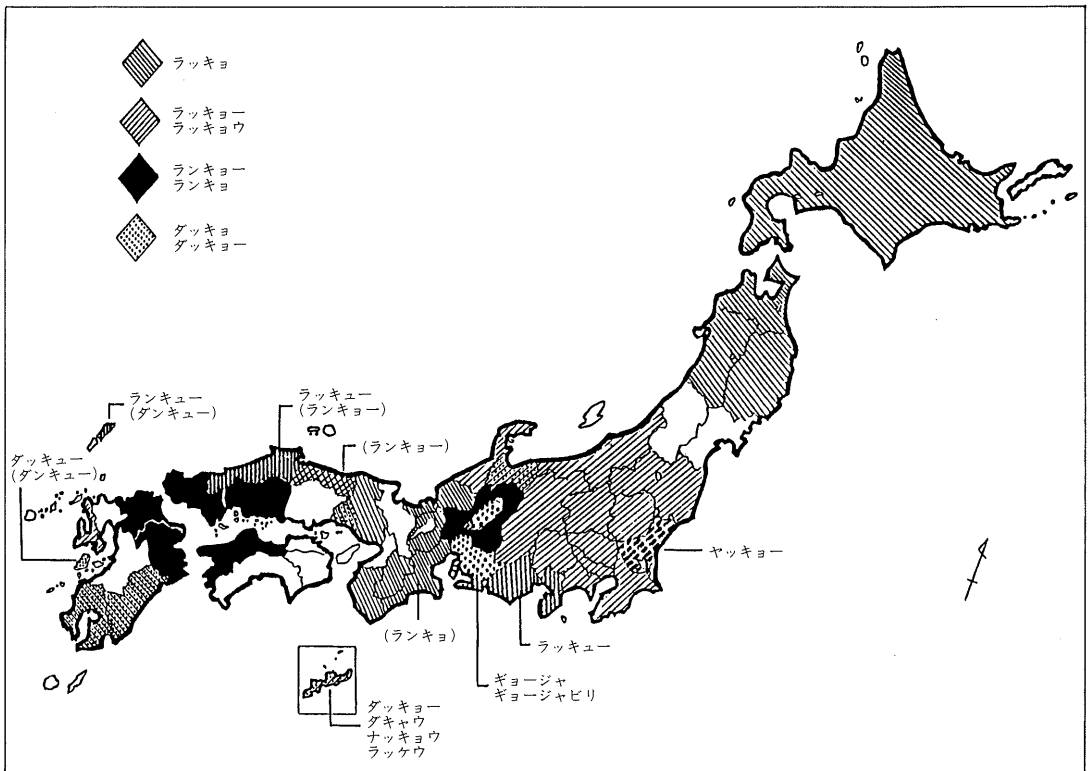 ラッキョ
ラッキョー
ラッキョウ
ランキョー
ランキョ
ダッキョ
ダッキョー
ランキュー
(ダンキュー)
ラッキュー
(ランキョー)
(ランキョー)
ダッキュー
(ダンキュー)
ヤッキョー
(ランキョ)
ラッキュー
ギョージャ
ギョージャビリ
ダッキョー
ダキャウ
ナッキョウ
ラッケウ